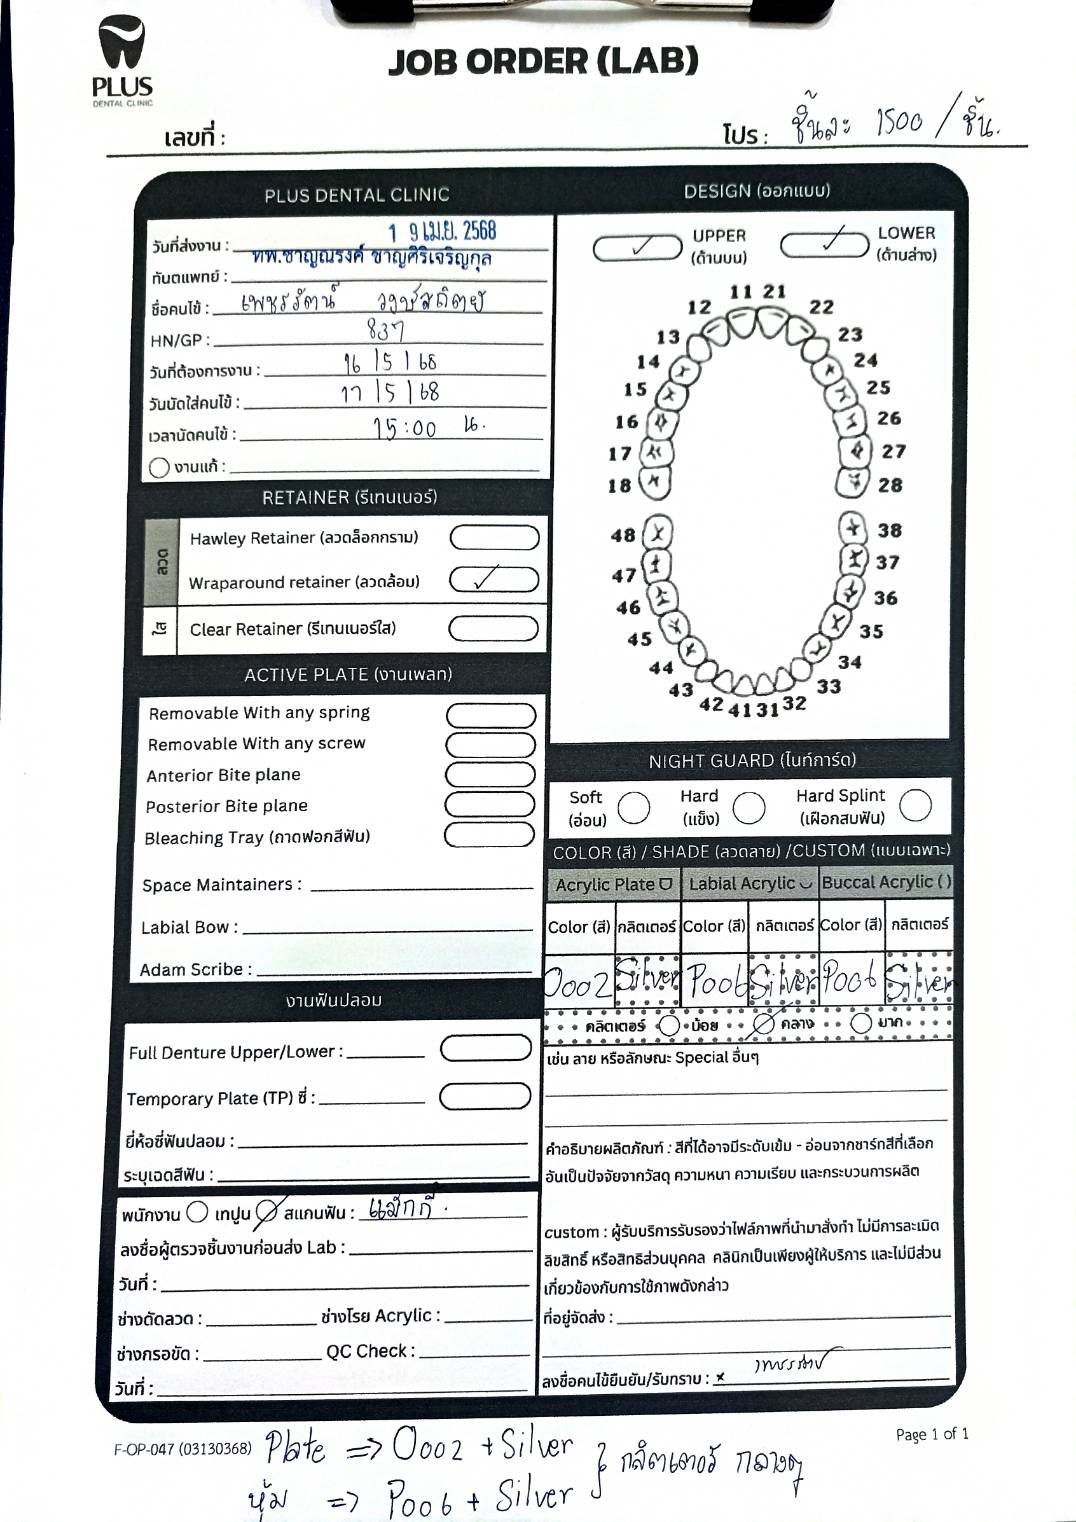 PLUS
DENTAL CLINIC
JOB ORDER (LAB)
เลขที่ :
โปร : ชิ้นละ 1500 / ชิ้น.
PLUS DENTAL CLINIC
วันที่ส่งงาน : 1 9 เม.ย. 2568
ทันตแพทย์ : ทพ.ชาญณรงค์ ชาญศิริเจริญกุล
ชื่อคนไข้ : เพชรรัตน์
HN/GP : 837
วันที่ต้องการงาน : 16 | 5 | 68
วันนัดใส่คนไข้ : 17 | 5 | 68
เวลานัดคนไข้ : 15:00 น.
งานแก้ :
RETAINER (รีเทนเนอร์)
ลวด
Hawley Retainer (ลวดล็อกกราม)
Wraparound retainer (ลวดล้อม) ✓
ใส
Clear Retainer (รีเทนเนอร์ใส)
ACTIVE PLATE (งานเพลท)
Removable With any spring
Removable With any screw
Anterior Bite plane
Posterior Bite plane
Bleaching Tray (ถาดฟอกสีฟัน)
Space Maintainers :
Labial Bow :
Adam Scribe :
งานฟันปลอม
Full Denture Upper/Lower :
Temporary Plate (TP) ซี่ :
ยี่ห้อซี่ฟันปลอม :
ระบุเฉดสีฟัน :
พนักงาน เทปูน สแกนฟัน : แม็กกี้
ลงชื่อผู้ตรวจชิ้นงานก่อนส่ง Lab :
วันที่ :
ช่างดัดลวด : ช่างโรย Acrylic :
ช่างกรอขัด : QC Check :
วันที่ :
DESIGN (ออกแบบ)
✓ UPPER (ด้านบน)
✓ LOWER (ด้านล่าง)
11 21
12 22
13 23
14 24
15 25
16 26
17 27
18 28
48 38
47 37
46 36
45 35
44 34
43 33
42 41 31 32
NIGHT GUARD (ไนท์การ์ด)
Soft (อ่อน)
Hard (แข็ง)
Hard Splint (เฝือกสบฟัน)
COLOR (สี) / SHADE (ลวดลาย) /CUSTOM (แบบเฉพาะ)
Acrylic Plate Labial Acrylic Buccal Acrylic ( )
Color (สี) กลิตเตอร์ Color (สี) กลิตเตอร์ Color (สี) กลิตเตอร์
O002 Silver P006 Silver P006 Silver
กลิตเตอร์ น้อย กลาง มาก
เช่น ลาย หรือลักษณะ Special อื่นๆ
คำอธิบายผลิตภัณฑ์ : สีที่ได้อาจมีระดับเข้ม - อ่อนจากชาร์ทสีที่เลือก
อันเป็นปัจจัยจากวัสดุ ความหนา ความเรียบ และกระบวนการผลิต
custom : ผู้รับบริการรับรองว่าไฟล์ภาพที่นำมาสั่งทำ ไม่มีการละเมิด
ลิขสิทธิ์ หรือสิทธิส่วนบุคคล คลินิกเป็นเพียงผู้ให้บริการ และไม่มีส่วน
เกี่ยวข้องกับการใช้ภาพดังกล่าว
ที่อยู่จัดส่ง :
ลงชื่อคนไข้ยืนยัน/รับทราบ : x
F-OP-047 (03130368)
Page 1 of 1
Plate => O002 + Silver
หุ้ม => P006 + Silver
} กลิตเตอร์ กลางๆ